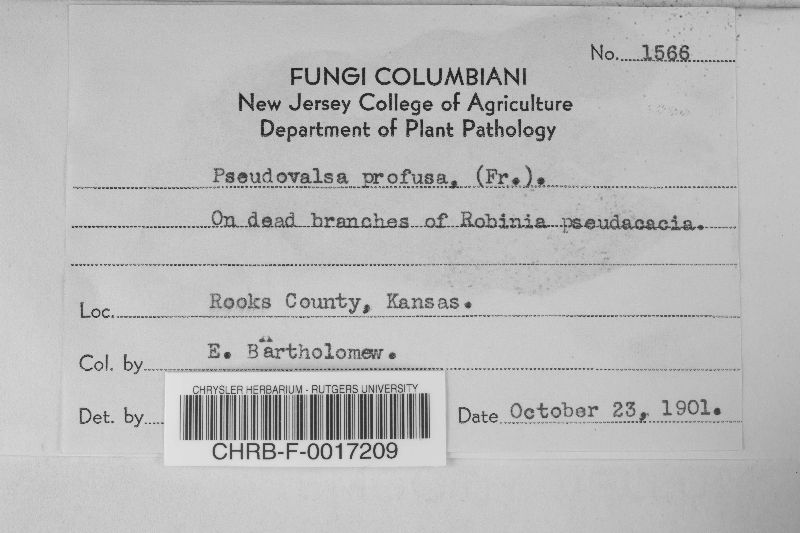 No. 1566
FUNGI COLUMBIANI
New Jersey College of Agriculture
Department of Plant Pathology
Pseudovalsa profusa, (Fr.).
On dead branches of Robinia pseudacacia.
Loc. Rooks County, Kansas.
Col. by E. Bärtholomew.
CHRYSLER HERBARIUM - RUTGERS UNIVERSITY
Det. by
Date October 23, 1901.
CHRB-F-0017209